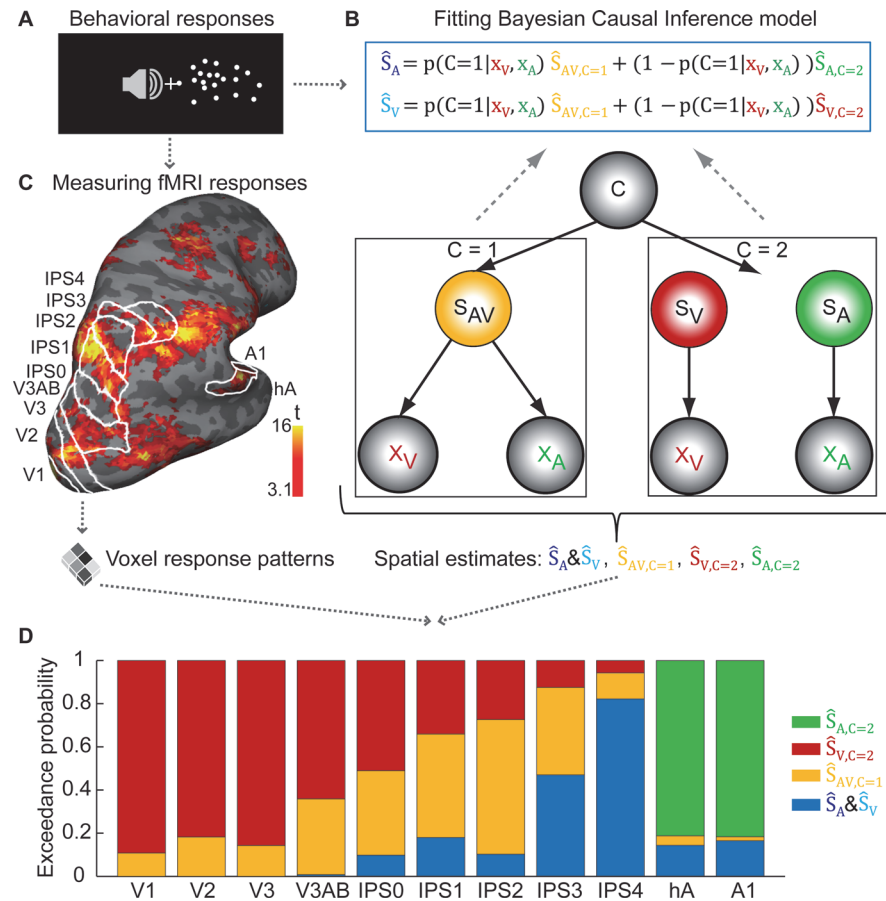 A Behavioral responses
B Fitting Bayesian Causal Inference model
Ŝ_A = p(C=1|x_V, x_A) Ŝ_AV,C=1 + (1 − p(C=1|x_V, x_A) )Ŝ_A,C=2
Ŝ_V = p(C=1|x_V, x_A) Ŝ_AV,C=1 + (1 − p(C=1|x_V, x_A) )Ŝ_V,C=2
C Measuring fMRI responses
IPS4
IPS3
IPS2
IPS1
IPS0
V3AB
V3
V2
V1
A1
hA
t
16
3.1
C
C = 1
C = 2
S_AV
S_V
S_A
X_V
X_A
X_V
X_A
Voxel response patterns
Spatial estimates: Ŝ_A&Ŝ_V, Ŝ_AV,C=1, Ŝ_V,C=2, Ŝ_A,C=2
D
Exceedance probability
1
0.8
0.6
0.4
0.2
0
V1 V2 V3 V3AB IPS0 IPS1 IPS2 IPS3 IPS4 hA A1
Ŝ_A,C=2
Ŝ_V,C=2
Ŝ_AV,C=1
Ŝ_A&Ŝ_V